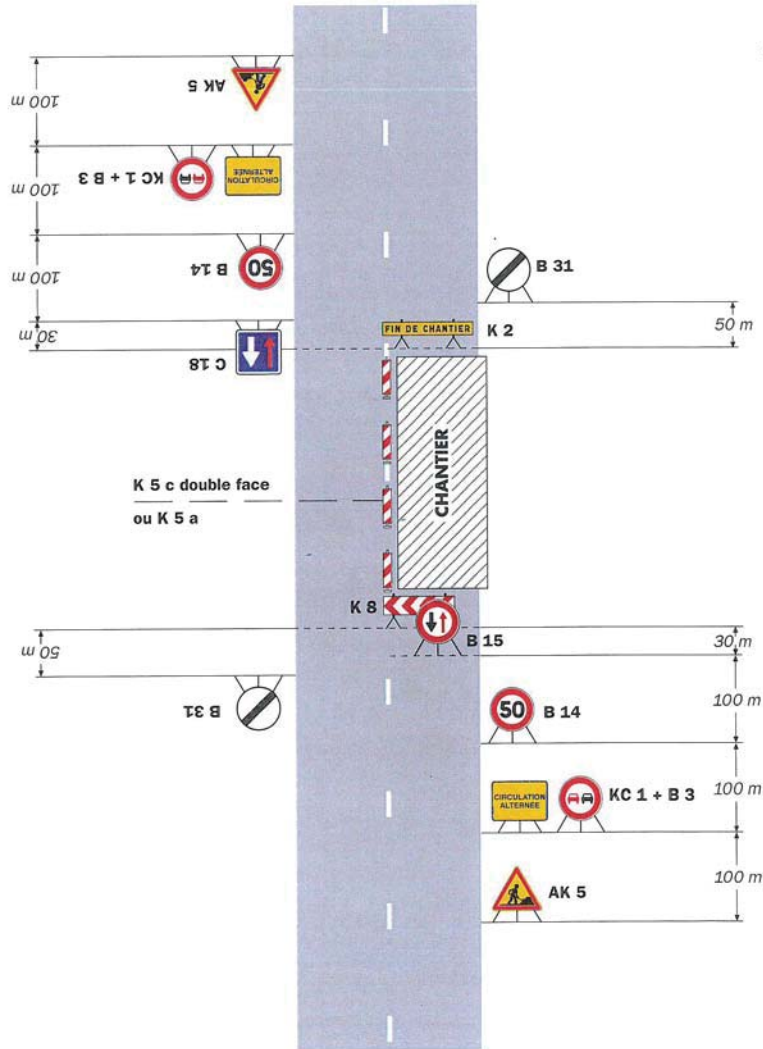 AK 5
100 m
CIRCULATION
ALTERNÉE
KC 1 + B 3
100 m
50
B 14
100 m
C 18
30 m
B 31
50 m
FIN DE CHANTIER
K 2
CHANTIER
K 5 c double face
ou K 5 a
K 8
B 15
30 m
50 m
B 31
50
B 14
100 m
CIRCULATION
ALTERNÉE
KC 1 + B 3
100 m
AK 5
100 m